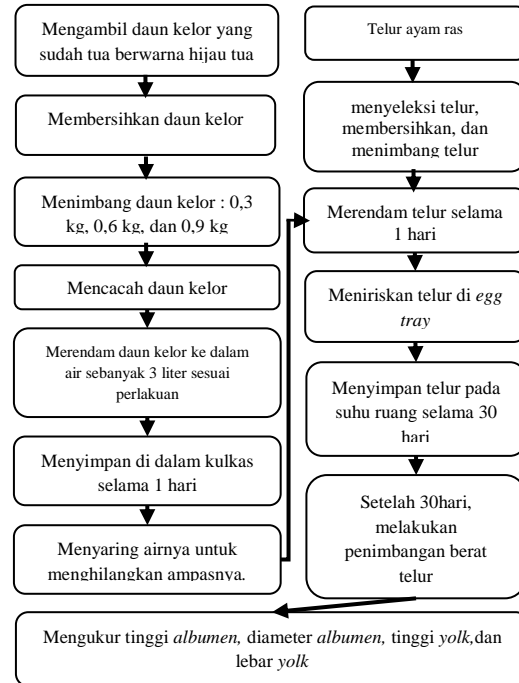 Mengambil daun kelor yang
sudah tua berwarna hijau tua
Membersihkan daun kelor
Menimbang daun kelor : 0,3
kg, 0,6 kg, dan 0,9 kg
Mencacah daun kelor
Merendam daun kelor ke dalam
air sebanyak 3 liter sesuai
perlakuan
Menyimpan di dalam kulkas
selama 1 hari
Menyaring airnya untuk
menghilangkan ampasnya.
Telur ayam ras
menyeleksi telur,
membersihkan, dan
menimbang telur
Merendam telur selama
1 hari
Meniriskan telur di egg
tray
Menyimpan telur pada
suhu ruang selama 30
hari
Setelah 30hari,
melakukan
penimbangan berat
telur
Mengukur tinggi albumen, diameter albumen, tinggi yolk,dan
lebar yolk